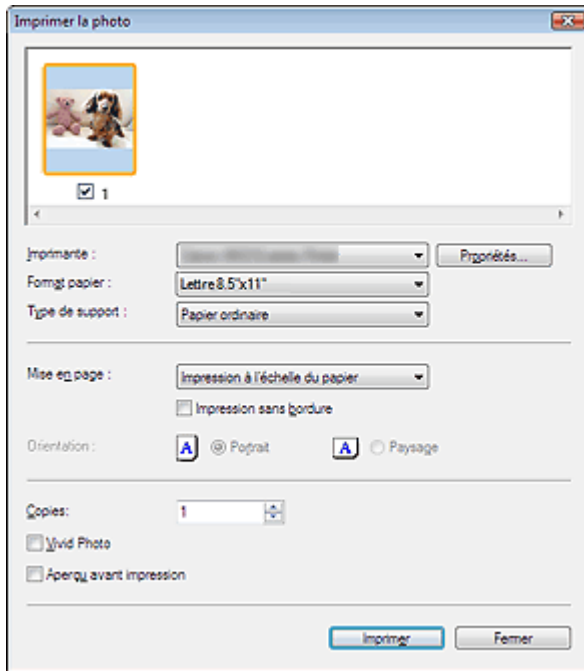 Imprimer la photo
1
Imprimante :
Propriétés...
Format papier :
Lettre 8.5"x11"
Type de support :
Papier ordinaire
Mise en page :
Impression à l'échelle du papier
Impression sans bordure
Orientation :
A Portrait
A Paysage
Copies:
1
Vivid Photo
Aperçu avant impression
Imprimer
Fermer